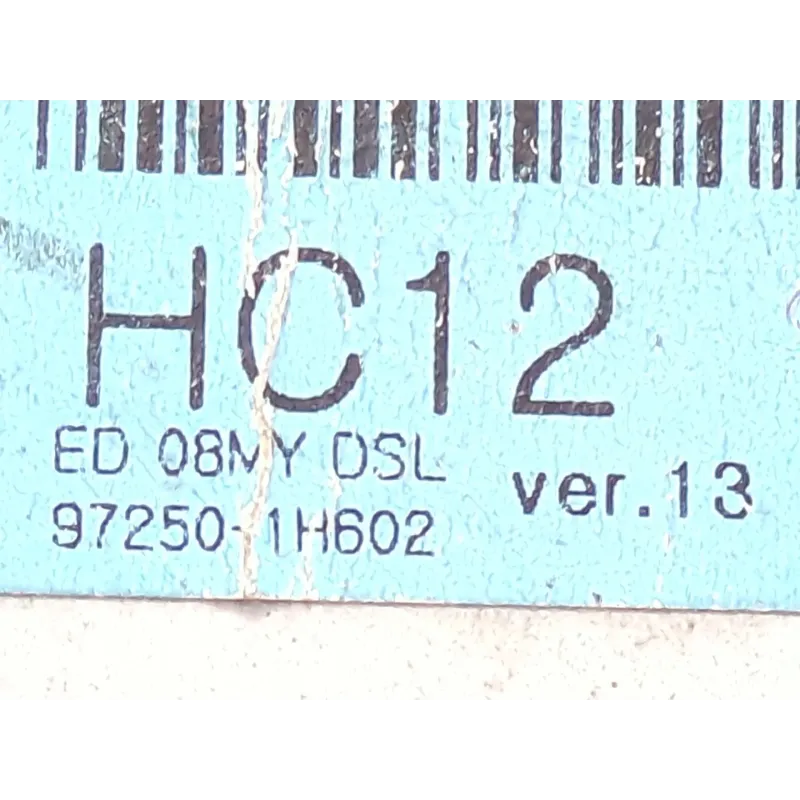 HC12
ED 08MY DSL
97250-1H602
ver.13